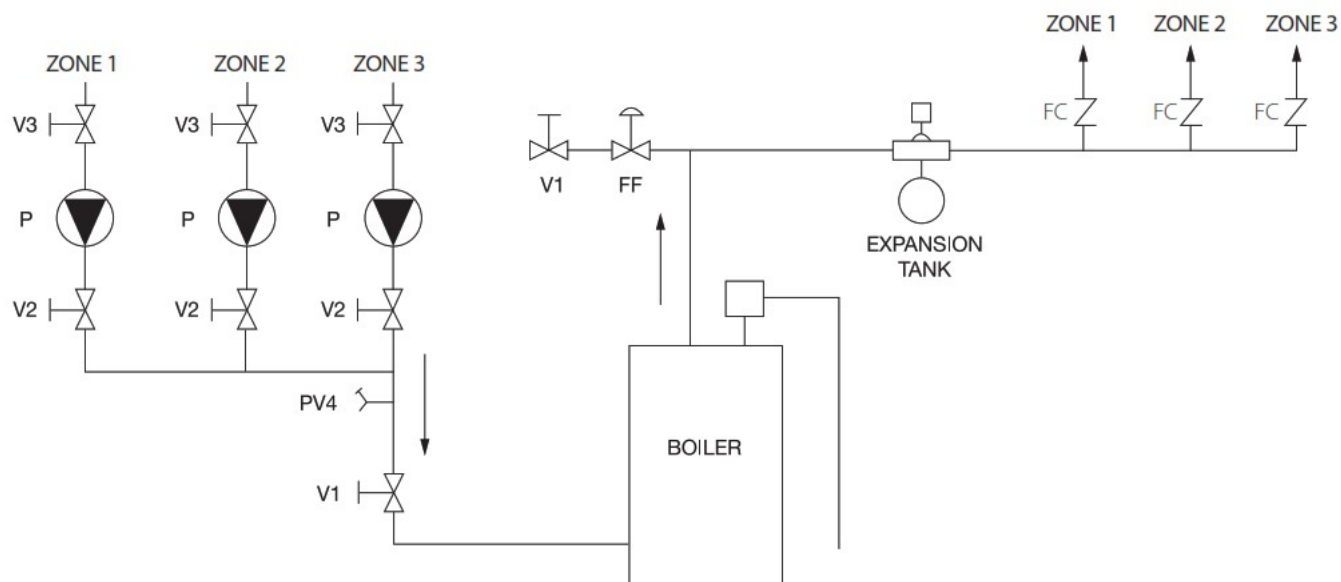 ZONE 1 ZONE 2 ZONE 3
ZONE 1 ZONE 2 ZONE 3
V3 V3 V3
FC FC FC
V1 FF
P P P
EXPANSION
TANK
V2 V2 V2
PV4
BOILER
V1